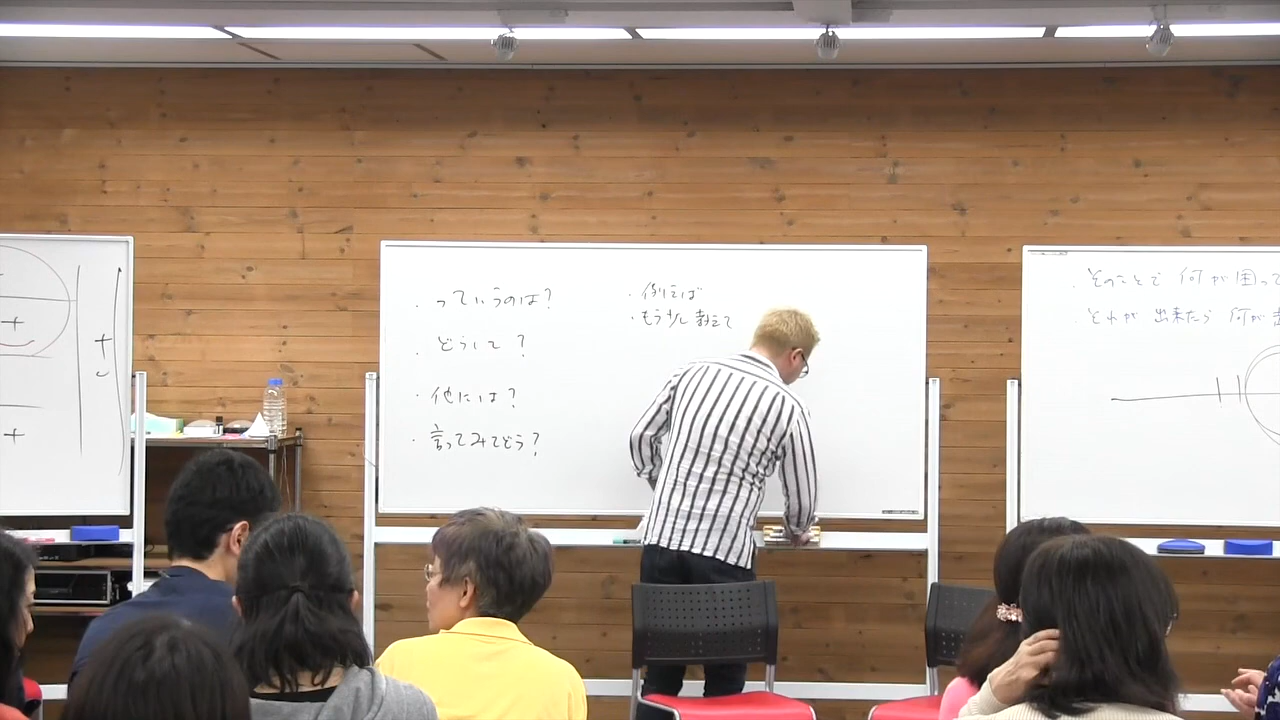 ・っていうのは?
・どうして?
・他には?
・言ってみてどう?
・例えば
・もう少し教えて
・そのことで 何が困って
・それが 出来たら 何が